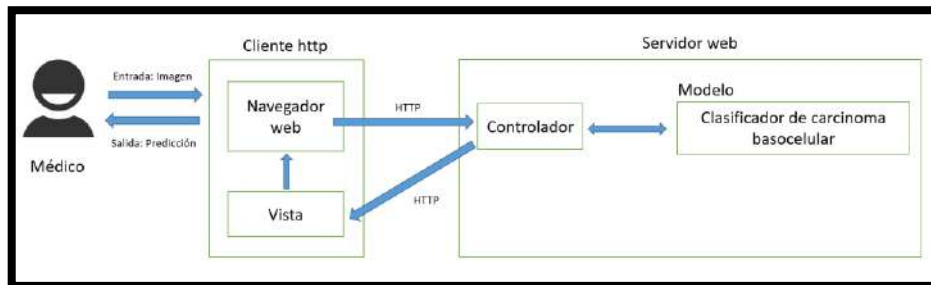 Cliente http
Servidor web
Entrada: Imagen
Salida: Predicción
Médico
Navegador
web
Vista
HTTP
HTTP
Controlador
Modelo
Clasificador de carcinoma
basocelular